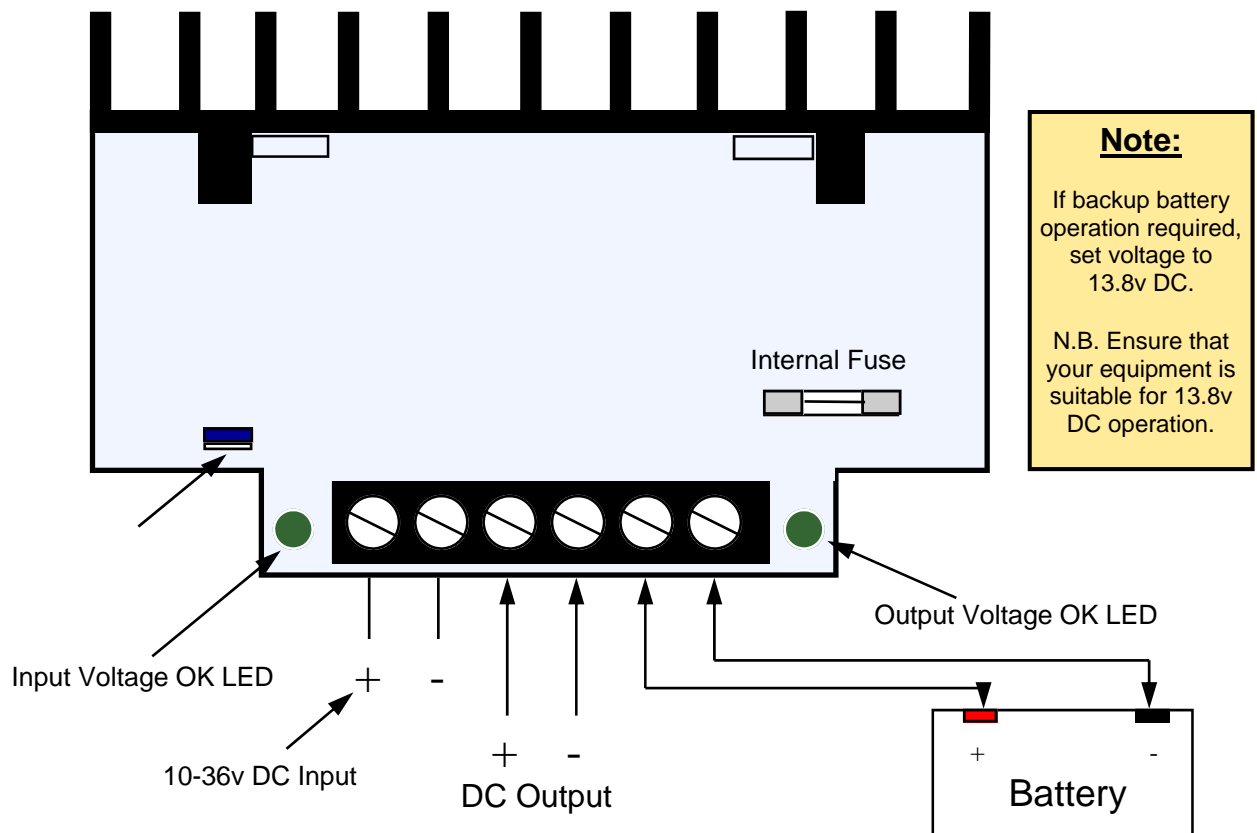 Note:
If backup battery
operation required,
set voltage to
13.8v DC.
N.B. Ensure that
your equipment is
suitable for 13.8v
DC operation.
Internal Fuse
Output Voltage OK LED
Input Voltage OK LED
+ -
10-36v DC Input
+ -
DC Output
+ -
Battery